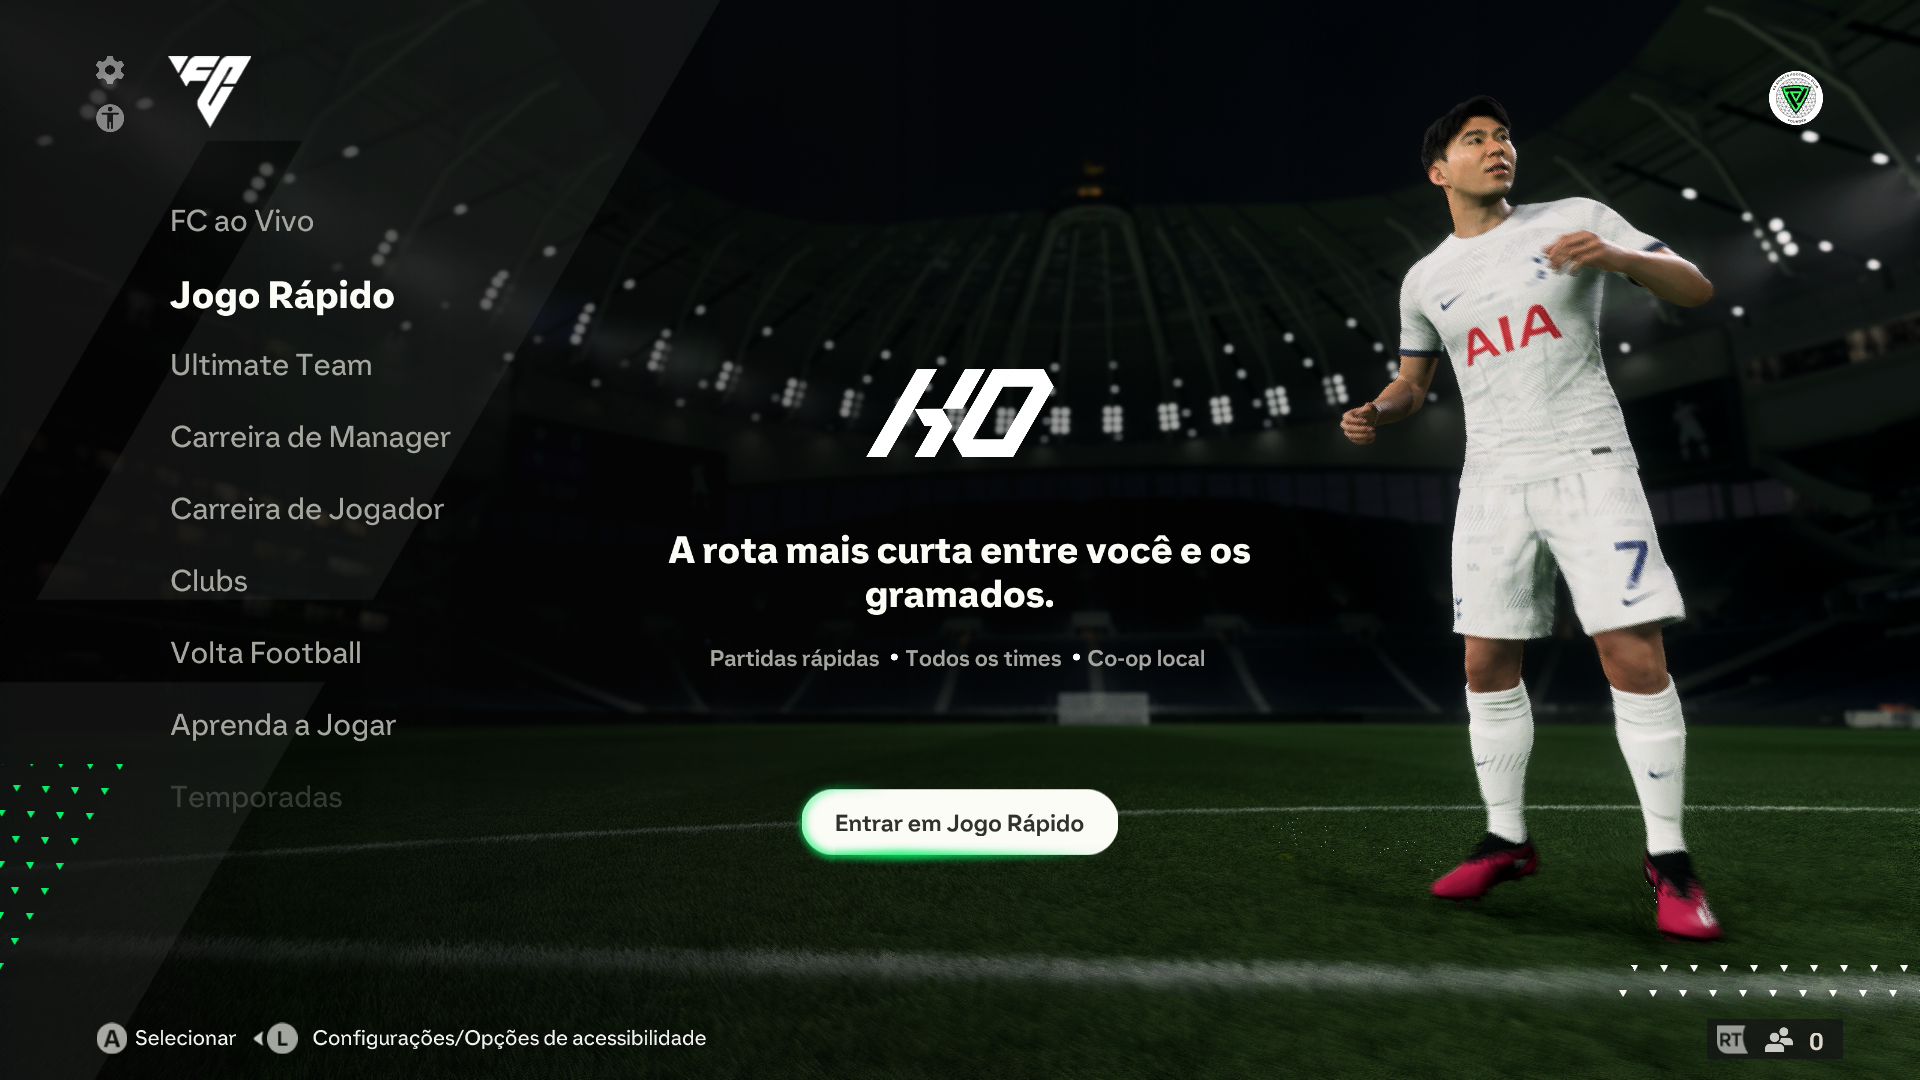 FC
FC ao Vivo
Jogo Rápido
Ultimate Team
Carreira de Manager
Carreira de Jogador
Clubs
Volta Football
Aprenda a Jogar
Temporadas
KO
A rota mais curta entre você e os
gramados.
Partidas rápidas • Todos os times • Co-op local
Entrar em Jogo Rápido
AIA
7
A Selecionar L Configurações/Opções de acessibilidade
RT 0